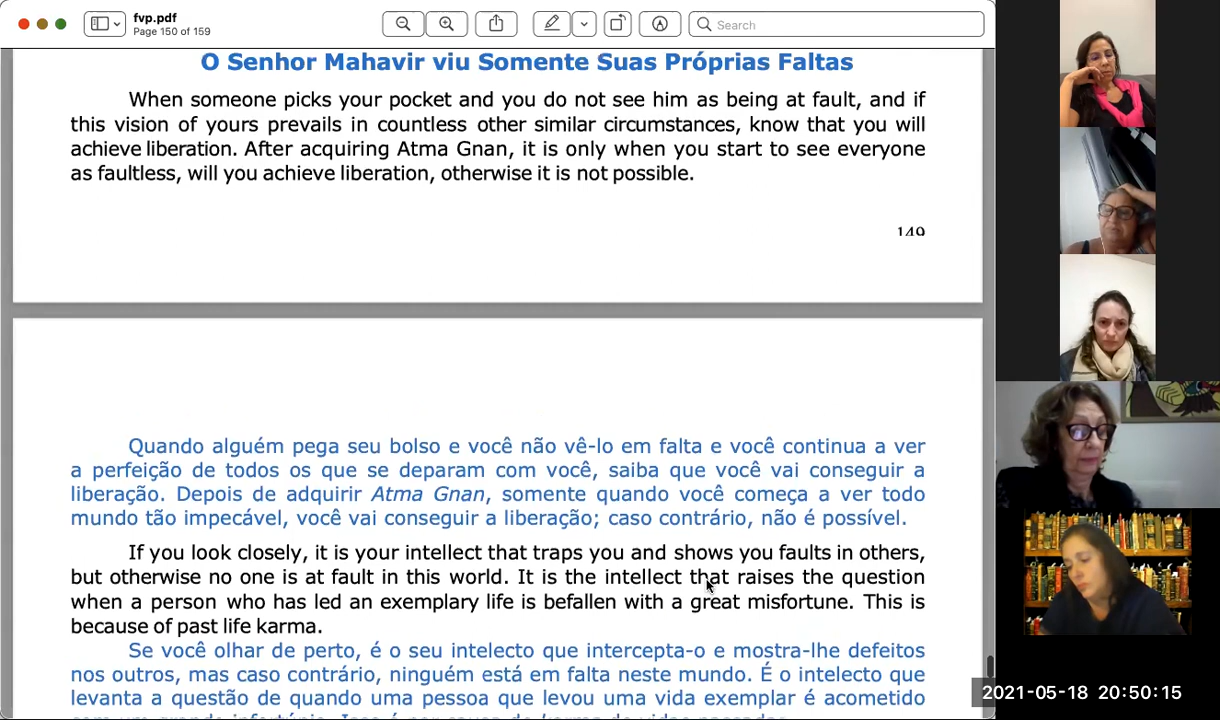 fvp.pdf
Page 150 of 159
Search
O Senhor Mahavir viu Somente Suas Próprias Faltas
When someone picks your pocket and you do not see him as being at fault, and if
this vision of yours prevails in countless other similar circumstances, know that you will
achieve liberation. After acquiring Atma Gnan, it is only when you start to see everyone
as faultless, will you achieve liberation, otherwise it is not possible.
149
Quando alguém pega seu bolso e você não vê-lo em falta e você continua a ver
a perfeição de todos os que se deparam com você, saiba que você vai conseguir a
liberação. Depois de adquirir Atma Gnan, somente quando você começa a ver todo
mundo tão impecável, você vai conseguir a liberação; caso contrário, não é possível.
If you look closely, it is your intellect that traps you and shows you faults in others,
but otherwise no one is at fault in this world. It is the intellect that raises the question
when a person who has led an exemplary life is befallen with a great misfortune. This is
because of past life karma.
Se você olhar de perto, é o seu intelecto que intercepta-o e mostra-lhe defeitos
nos outros, mas caso contrário, ninguém está em falta neste mundo. É o intelecto que
levanta a questão de quando uma pessoa que levou uma vida exemplar é acometido
2021-05-18 20:50:15